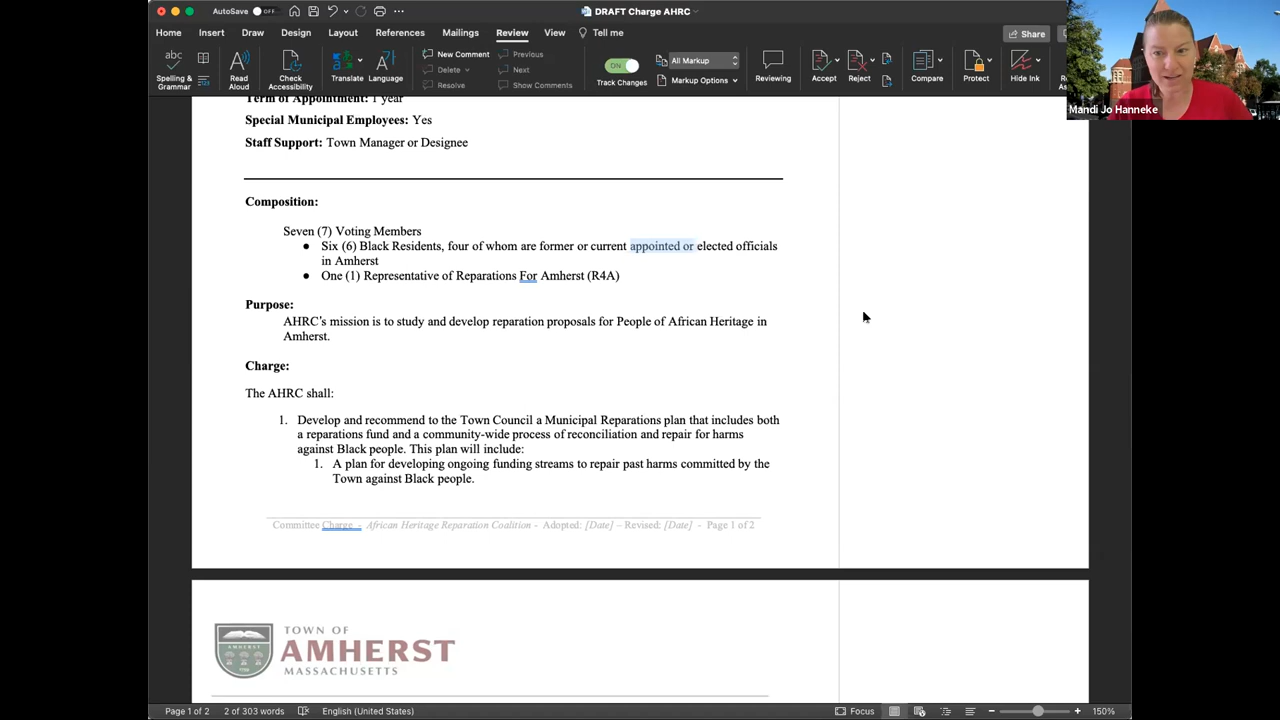 AutoSave OFF DRAFT Charge AHRC
Home Insert Draw Design Layout References Mailings Review View Tell me Share
Spelling & Grammar
Read Aloud
Check Accessibility
Translate
Language
New Comment
Delete
Resolve
Previous
Next
Show Comments
ON
Track Changes
All Markup
Markup Options
Reviewing
Accept
Reject
Compare
Protect
Hide Ink
Mandi Jo Hanneke
Term of Appointment: 1 year
Special Municipal Employees: Yes
Staff Support: Town Manager or Designee
Composition:
Seven (7) Voting Members
● Six (6) Black Residents, four of whom are former or current appointed or elected officials
in Amherst
● One (1) Representative of Reparations For Amherst (R4A)
Purpose:
AHRC's mission is to study and develop reparation proposals for People of African Heritage in
Amherst.
Charge:
The AHRC shall:
1. Develop and recommend to the Town Council a Municipal Reparations plan that includes both
a reparations fund and a community-wide process of reconciliation and repair for harms
against Black people. This plan will include:
1. A plan for developing ongoing funding streams to repair past harms committed by the
Town against Black people.
Committee Charge - African Heritage Reparation Coalition - Adopted: [Date] – Revised: [Date] - Page 1 of 2
TOWN OF
AMHERST
MASSACHUSETTS
Page 1 of 2 2 of 303 words English (United States) Focus 150%